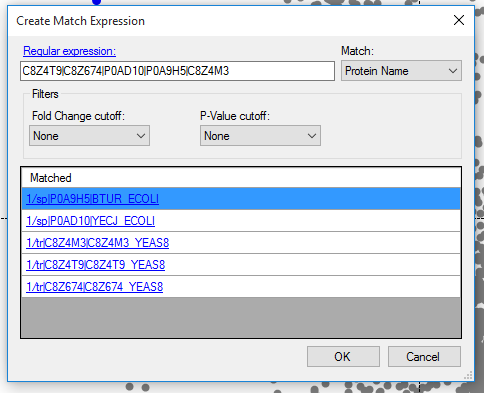 Create Match Expression
Regular expression:
Match:
C8Z4T9|C8Z674|P0AD10|P0A9H5|C8Z4M3
Protein Name
Filters
Fold Change cutoff:
P-Value cutoff:
None
None
Matched
1/sp|P0A9H5|BTUR_ECOLI
1/sp|P0AD10|YECJ_ECOLI
1/tr|C8Z4M3|C8Z4M3_YEAS8
1/tr|C8Z4T9|C8Z4T9_YEAS8
1/tr|C8Z674|C8Z674_YEAS8
OK
Cancel